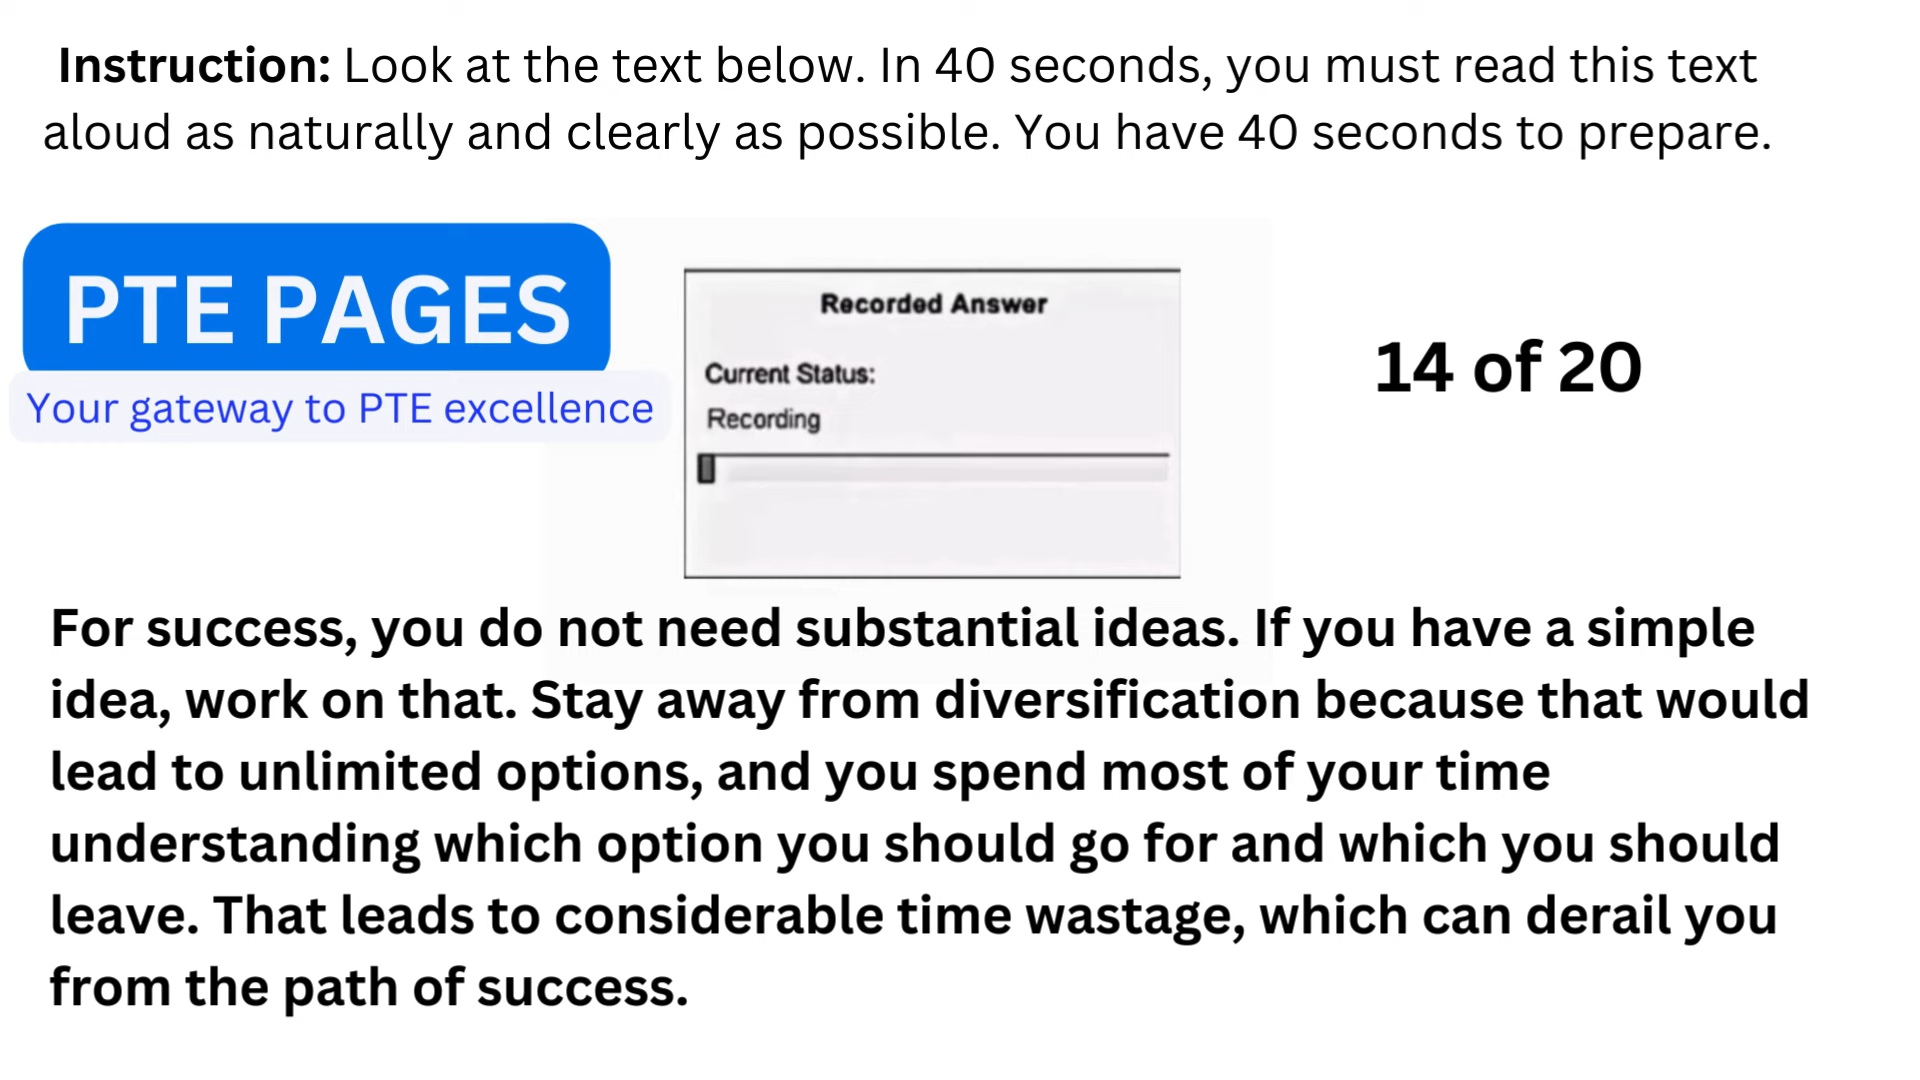 Instruction: Look at the text below. In 40 seconds, you must read this text
aloud as naturally and clearly as possible. You have 40 seconds to prepare.
PTE PAGES
Your gateway to PTE excellence
Recorded Answer
Current Status:
Recording
14 of 20
For success, you do not need substantial ideas. If you have a simple
idea, work on that. Stay away from diversification because that would
lead to unlimited options, and you spend most of your time
understanding which option you should go for and which you should
leave. That leads to considerable time wastage, which can derail you
from the path of success.